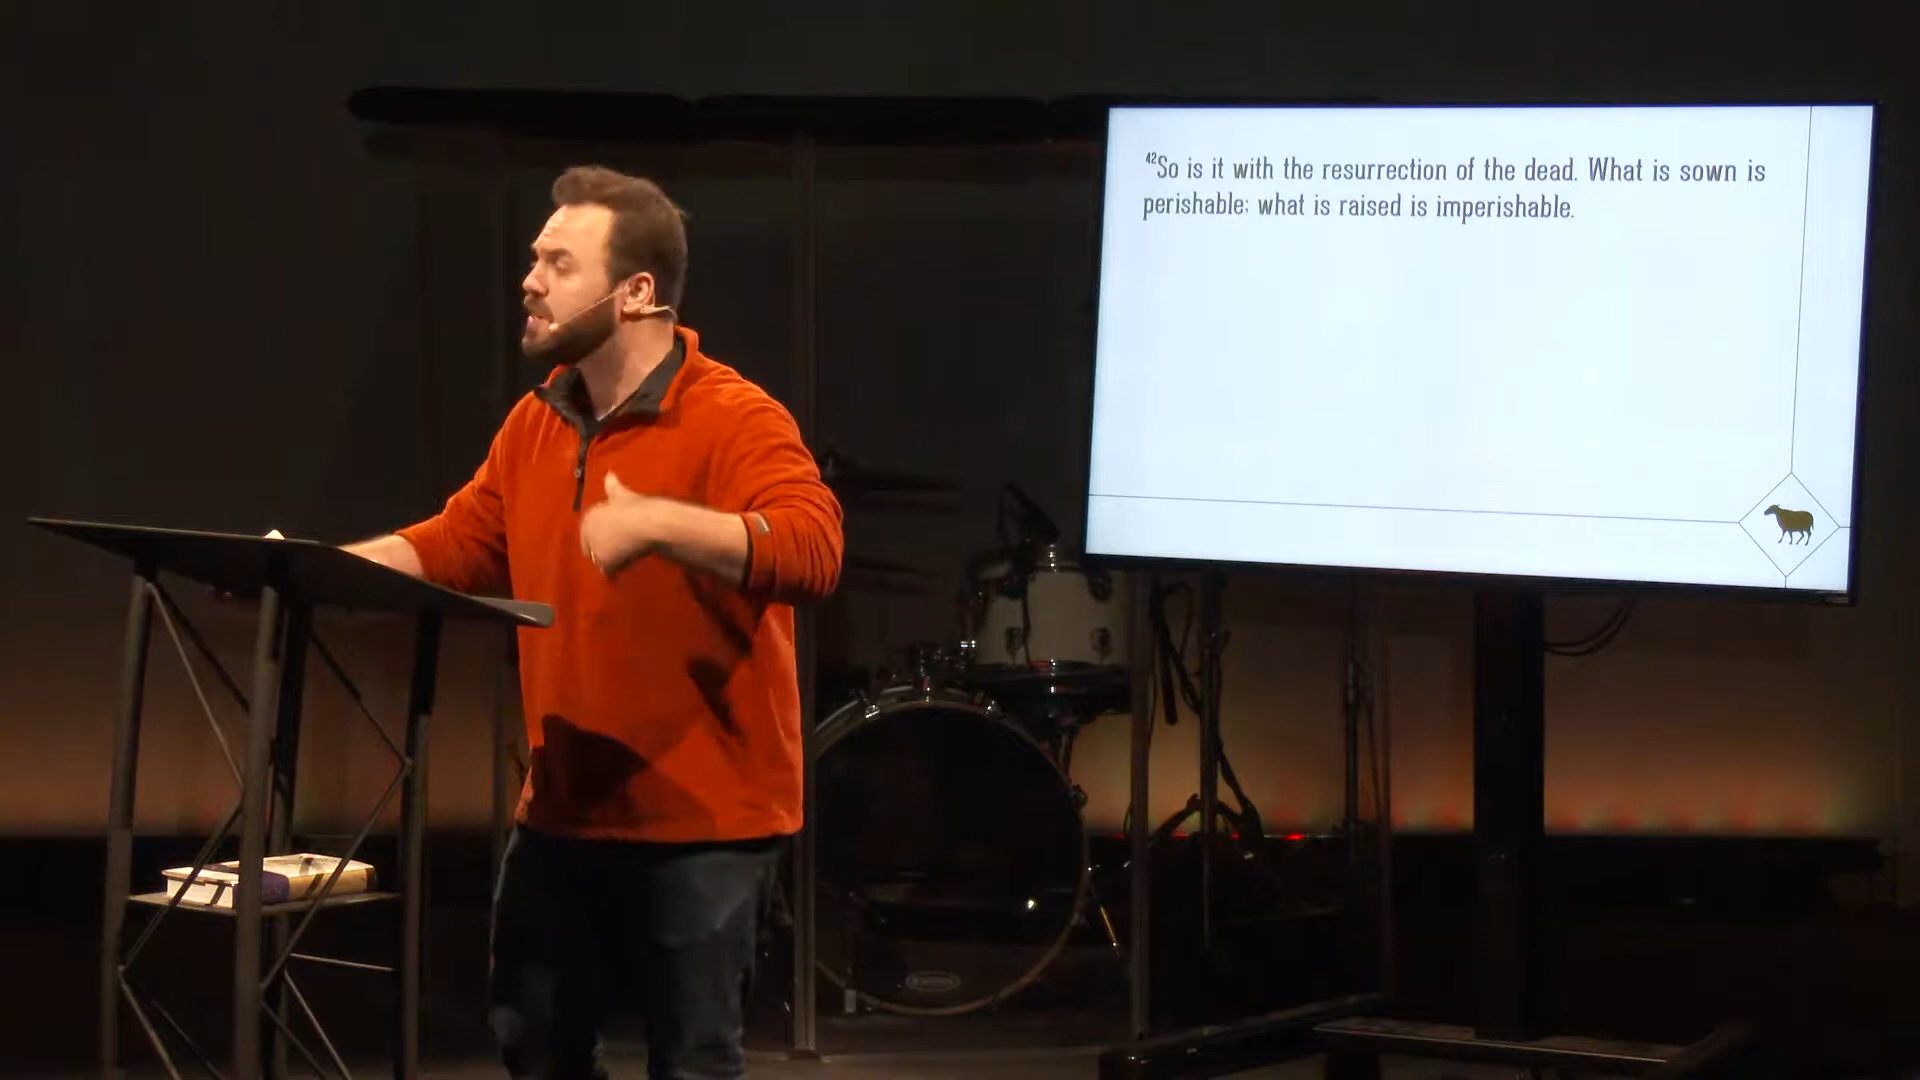 ⁴²So is it with the resurrection of the dead. What is sown is
perishable; what is raised is imperishable.